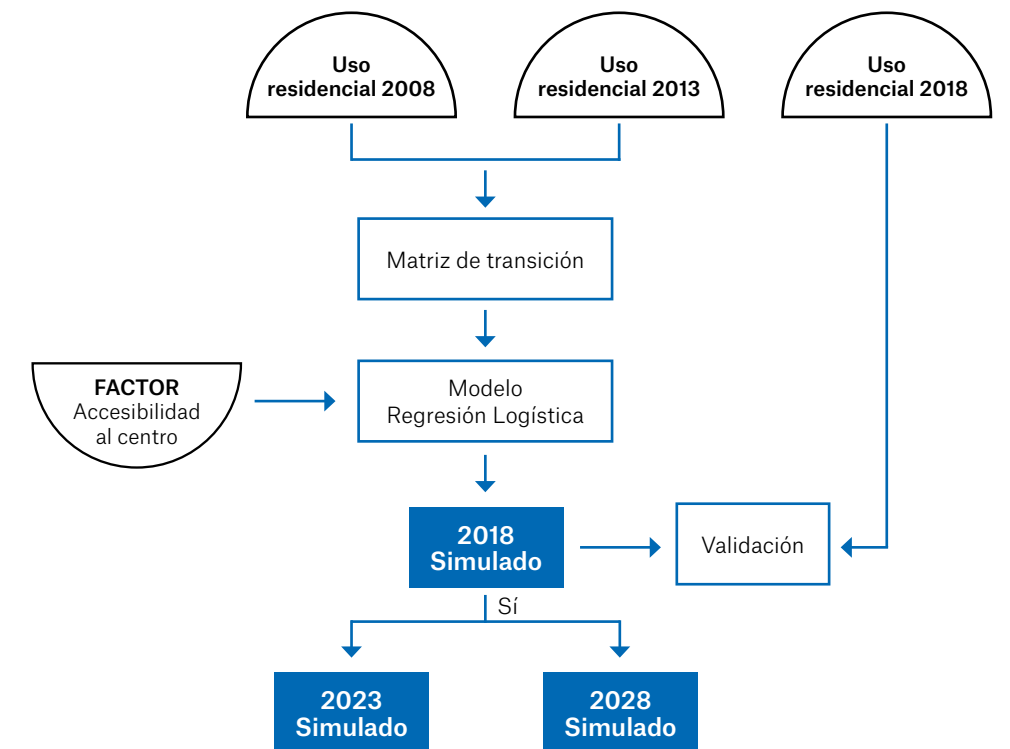 Uso
residencial 2008
Uso
residencial 2013
Uso
residencial 2018
Matriz de transición
FACTOR
Accesibilidad
al centro
Modelo
Regresión Logística
2018
Simulado
Validación
Sí
2023
Simulado
2028
Simulado